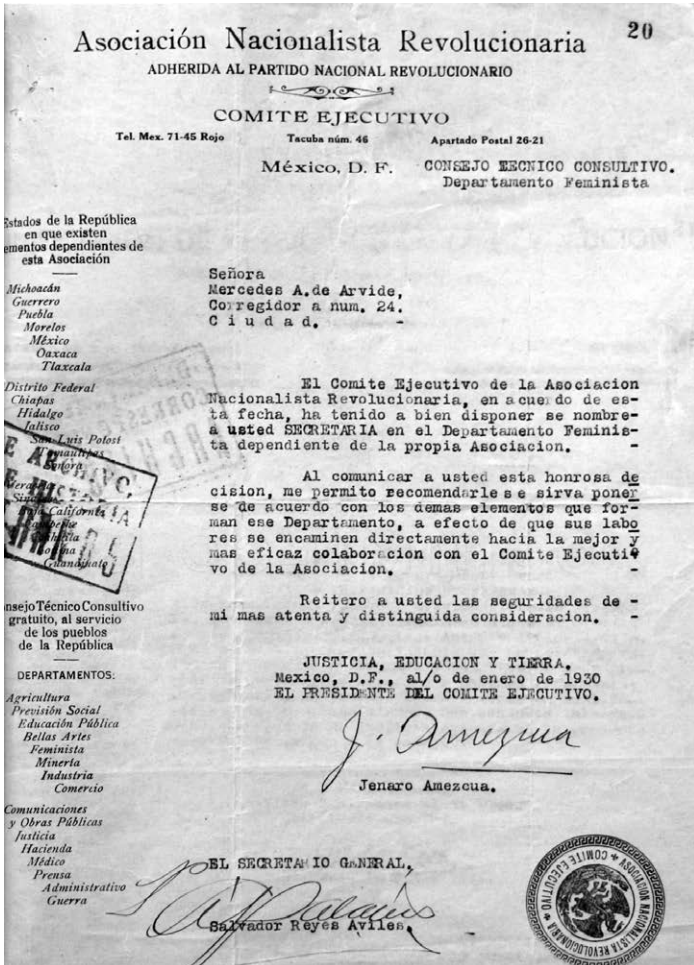 20
Asociación Nacionalista Revolucionaria
ADHERIDA AL PARTIDO NACIONAL REVOLUCIONARIO
COMITE EJECUTIVO
Tel. Mex. 71-45 Rojo Tacuba núm. 46 Apartado Postal 26-21
México, D. F. CONSEJO TECNICO CONSULTIVO.
Departamento Feminista
Estados de la República
en que existen
ementos dependientes de
esta Asociación
Michoacán
Guerrero
Puebla
Morelos
México
Oaxaca
Tlaxcala
Distrito Federal
Chiapas
Hidalgo
Jalisco
San Luis Potosí
Tamaulipas
Sonora
Baja California
Guanajuato
E ARCHIVO,
E HISTORIA
nsejo Técnico Consultivo
gratuito, al servicio
de los pueblos
de la República
DEPARTAMENTOS:
Agricultura
Previsión Social
Educación Pública
Bellas Artes
Feminista
Minería
Industria
Comercio
Comunicaciones
y Obras Públicas
Justicia
Hacienda
Médico
Prensa
Administrativo
Guerra
Señora
Mercedes A.de Arvide,
Corregidor a num. 24.
C i u d a d. -
El Comite Ejecutivo de la Asociacion
Nacionalista Revolucionaria, en acuerdo de es-
ta fecha, ha tenido a bien disponer se nombre-
a usted SECRETARIA en el Departamento Feminis-
ta dependiente de la propia Asociacion. -
Al comunicar a usted esta honrosa de
cision, me permito recomendarle se sirva poner
se de acuerdo con los demas elementos que for-
man ese Departamento, a efecto de que sus labo
res se encaminen directamente hacia la mejor y
mas eficaz colaboracion con el Comite Ejecuti
vo de la Asociacion. -
Reitero a usted las seguridades de -
mi mas atenta y distinguida consideracion. -
JUSTICIA, EDUCACION Y TIERRA.
Mexico, D.F., al/o de enero de 1930
EL PRESIDENTE DEL COMITE EJECUTIVO.
J. Amezcua
Jenaro Amezcua.
EL SECRETARIO GENERAL,
Salvador Reyes Aviles.
ASOCIACION NACIONALISTA REVOLUCIONARIA
COMITE EJECUTIVO